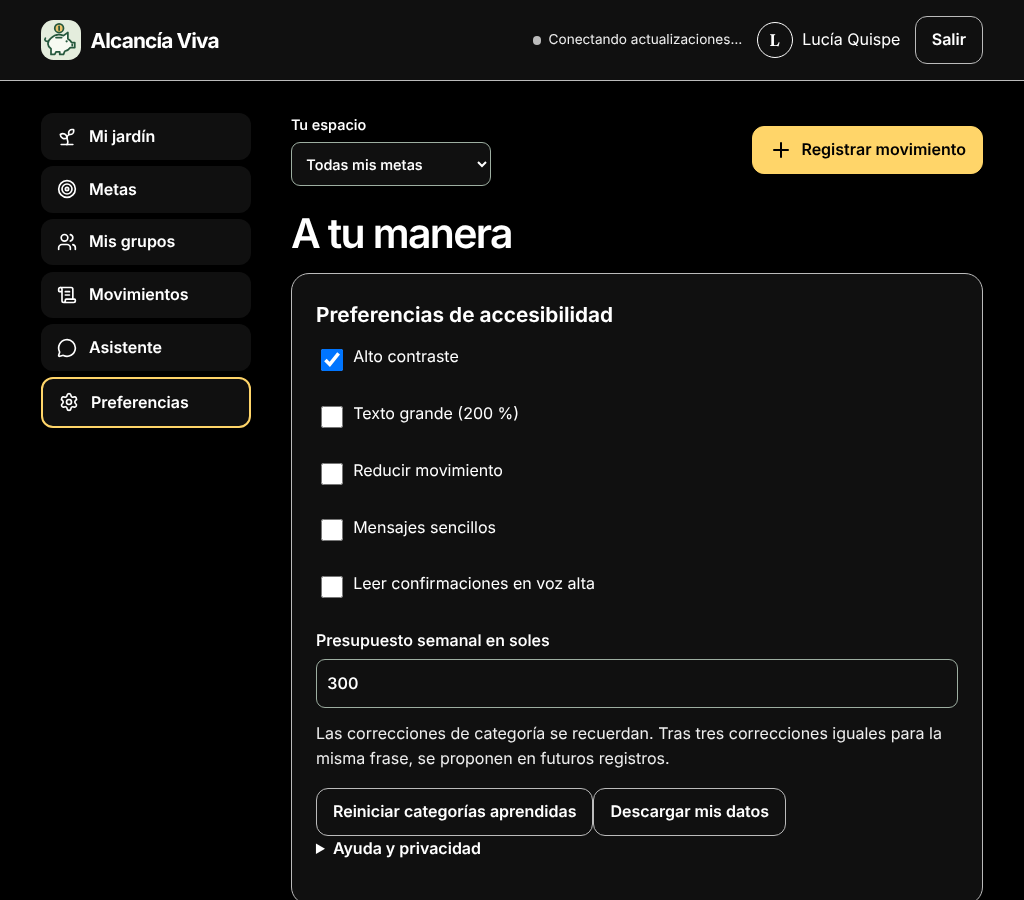 Alcancía Viva
Conectando actualizaciones...
L
Lucía Quispe
Salir
Mi jardín
Metas
Mis grupos
Movimientos
Asistente
Preferencias
Tu espacio
Todas mis metas
Registrar movimiento
A tu manera
Preferencias de accesibilidad
Alto contraste
Texto grande (200 %)
Reducir movimiento
Mensajes sencillos
Leer confirmaciones en voz alta
Presupuesto semanal en soles
300
Las correcciones de categoría se recuerdan. Tras tres correcciones iguales para la
misma frase, se proponen en futuros registros.
Reiniciar categorías aprendidas
Descargar mis datos
Ayuda y privacidad